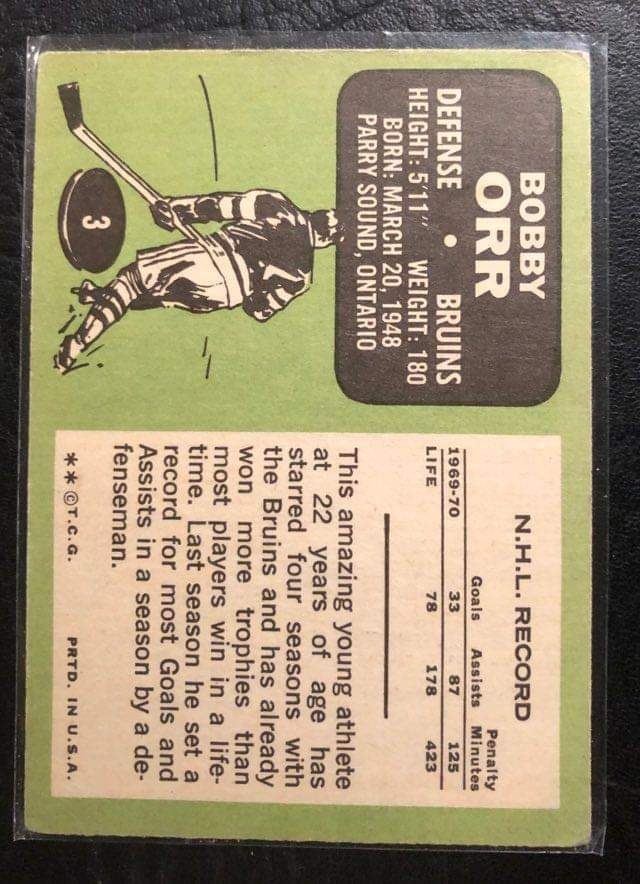 BOBBY
ORR
DEFENSE • BRUINS
HEIGHT: 5'11" WEIGHT: 180
BORN: MARCH 20, 1948
PARRY SOUND, ONTARIO
3
N.H.L. RECORD
Goals Assists Penalty Minutes
1969-70 33 87 125
LIFE 78 178 423
This amazing young athlete
at 22 years of age has
starred four seasons with
the Bruins and has already
won more trophies than
most players win in a life-
time. Last season he set a
record for most Goals and
Assists in a season by a de-
fenseman.
** ©T.C.G. PRTD. IN U.S.A.